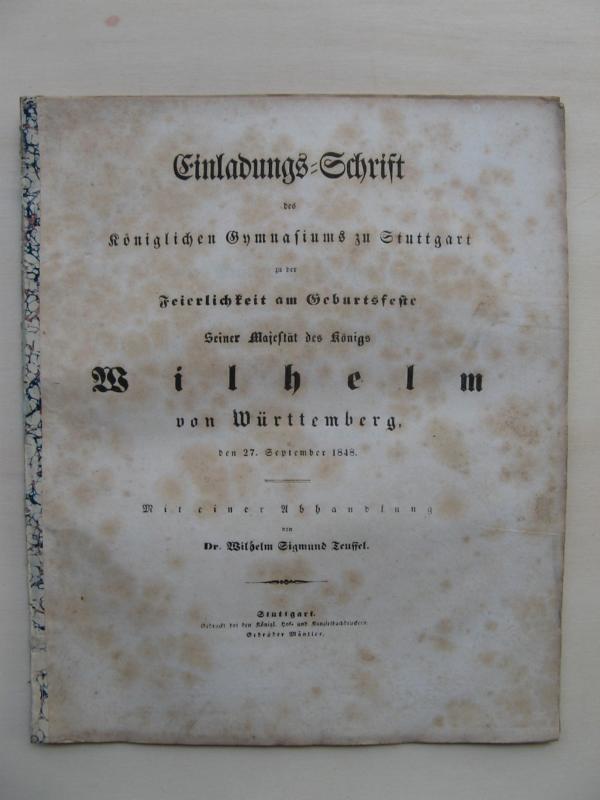 Einladungs-Schrift
des
Königlichen Gymnasiums zu Stuttgart
zu der
Feierlichkeit am Geburtsfeste
Seiner Majestät des Königs
Wilhelm
von Württemberg,
den 27. September 1848.
Mit einer Abhandlung
von
Dr. Wilhelm Sigmund Teuffel.
Stuttgart.
Gedruckt bei den Königl. Hof- und Kanzleibuchdruckern
Gebrüder Mäntler.